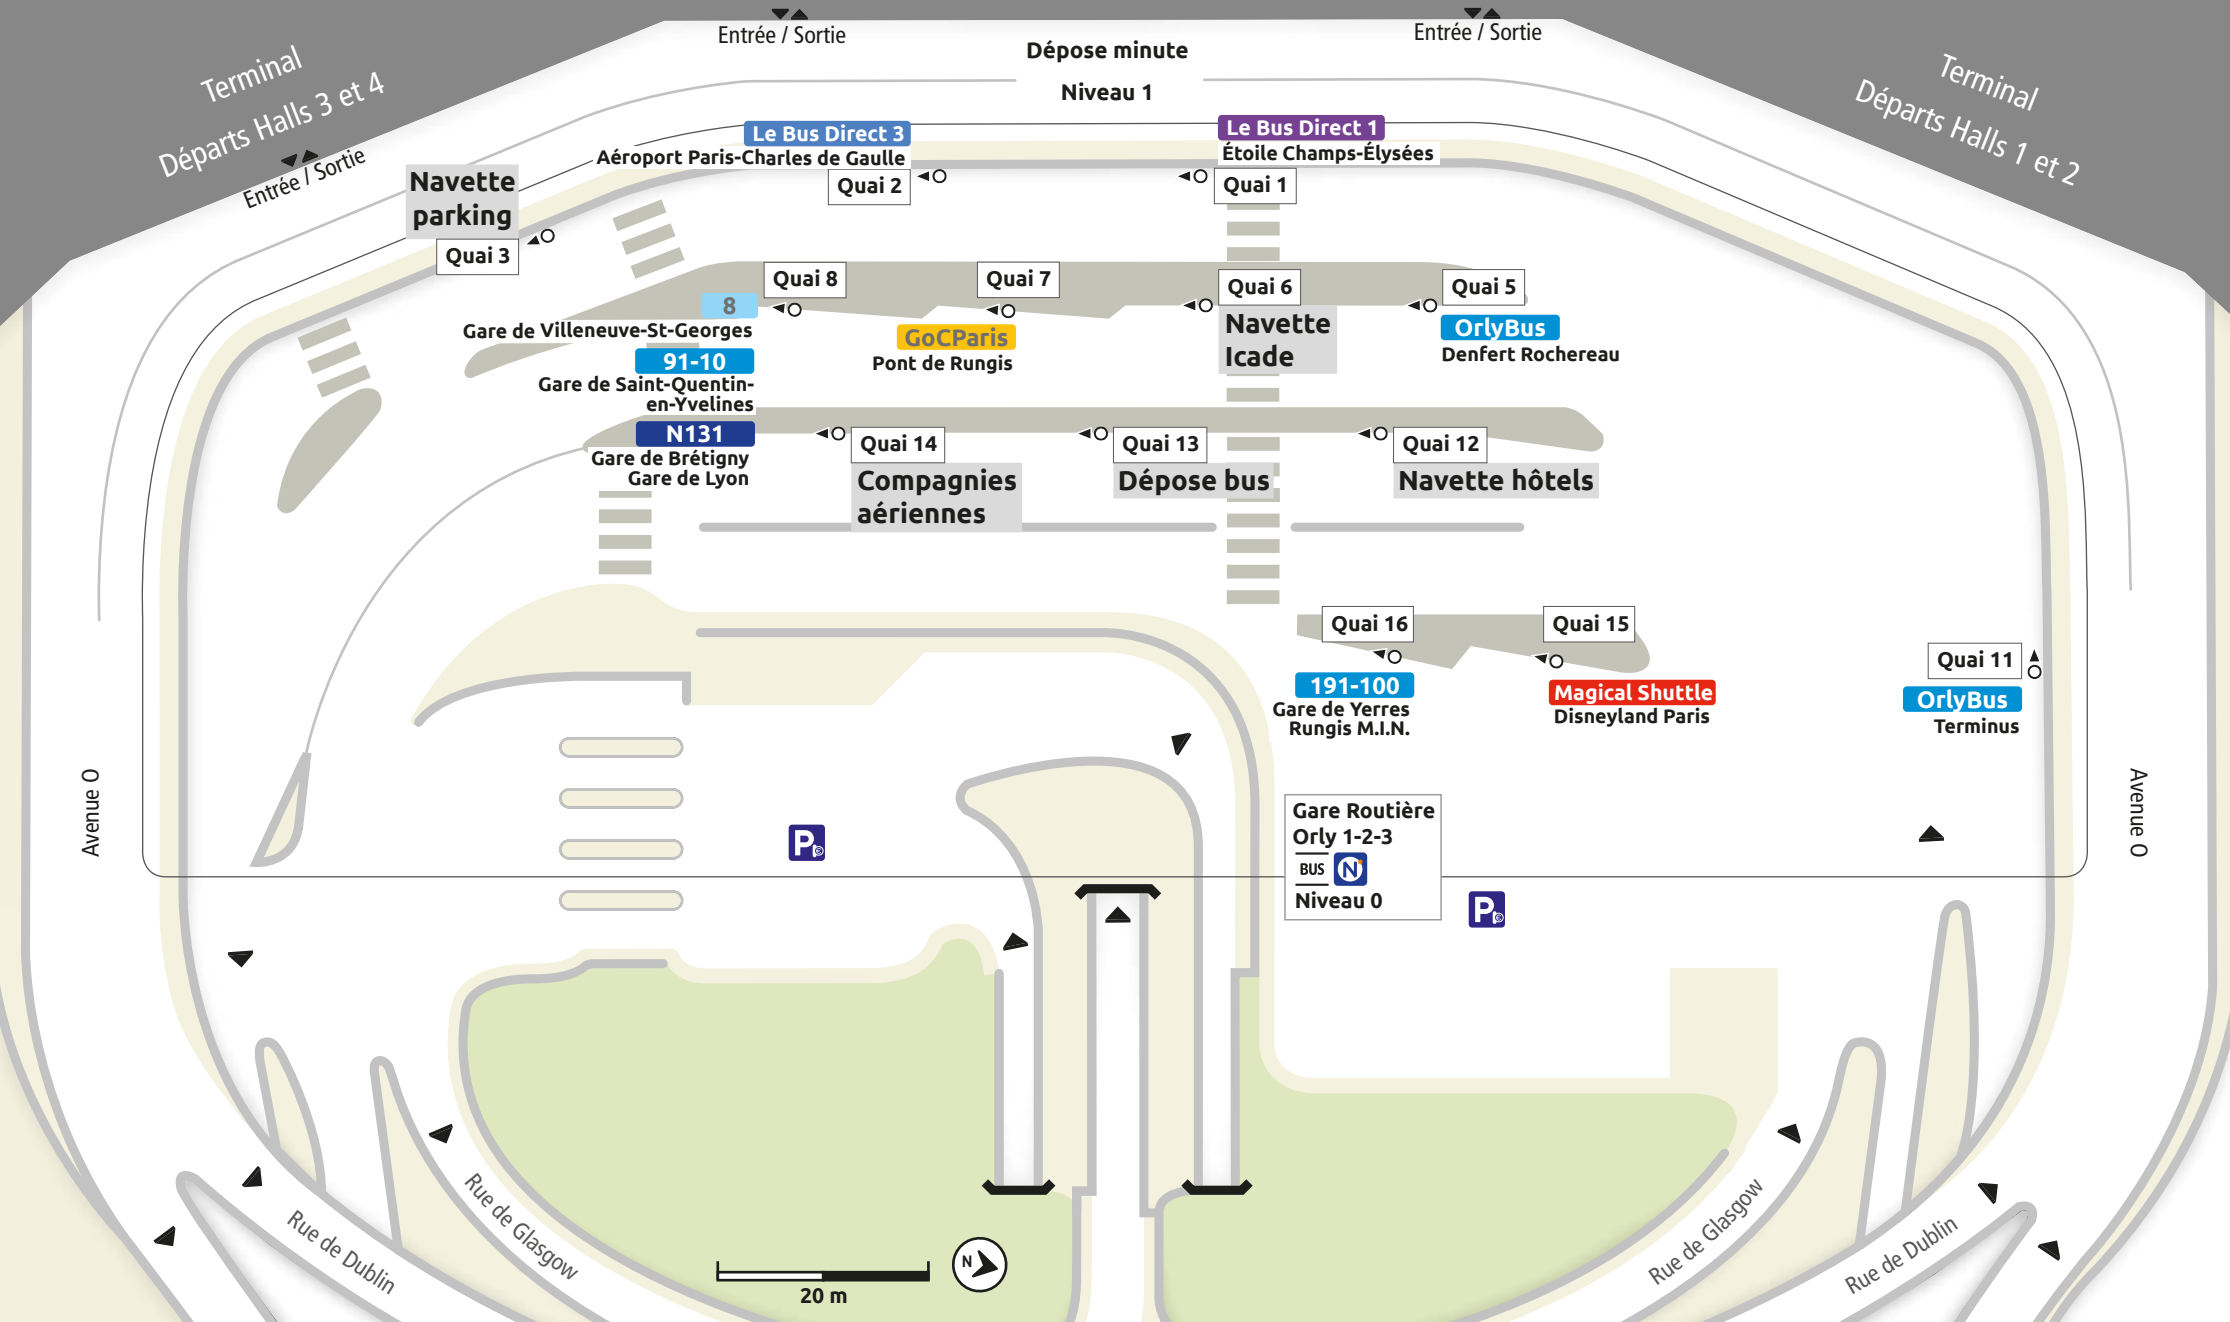 Entrée / Sortie
Entrée / Sortie
Dépose minute
Niveau 1
Terminal
Départs Halls 3 et 4
Entrée / Sortie
Terminal
Départs Halls 1 et 2
Le Bus Direct 3
Aéroport Paris-Charles de Gaulle
Quai 2
Le Bus Direct 1
Étoile Champs-Élysées
Quai 1
Navette
parking
Quai 3
Quai 8
8
Gare de Villeneuve-St-Georges
91-10
Gare de Saint-Quentin-
en-Yvelines
N131
Gare de Brétigny
Gare de Lyon
Quai 7
GoCParis
Pont de Rungis
Quai 6
Navette
Icade
Quai 5
OrlyBus
Denfert Rochereau
Quai 14
Compagnies
aériennes
Quai 13
Dépose bus
Quai 12
Navette hôtels
Quai 16
191-100
Gare de Yerres
Rungis M.I.N.
Quai 15
Magical Shuttle
Disneyland Paris
Quai 11
OrlyBus
Terminus
Avenue 0
Avenue 0
P
Gare Routière
Orly 1-2-3
BUS N
Niveau 0
P
Rue de Dublin
Rue de Glasgow
Rue de Glasgow
Rue de Dublin
N
20 m